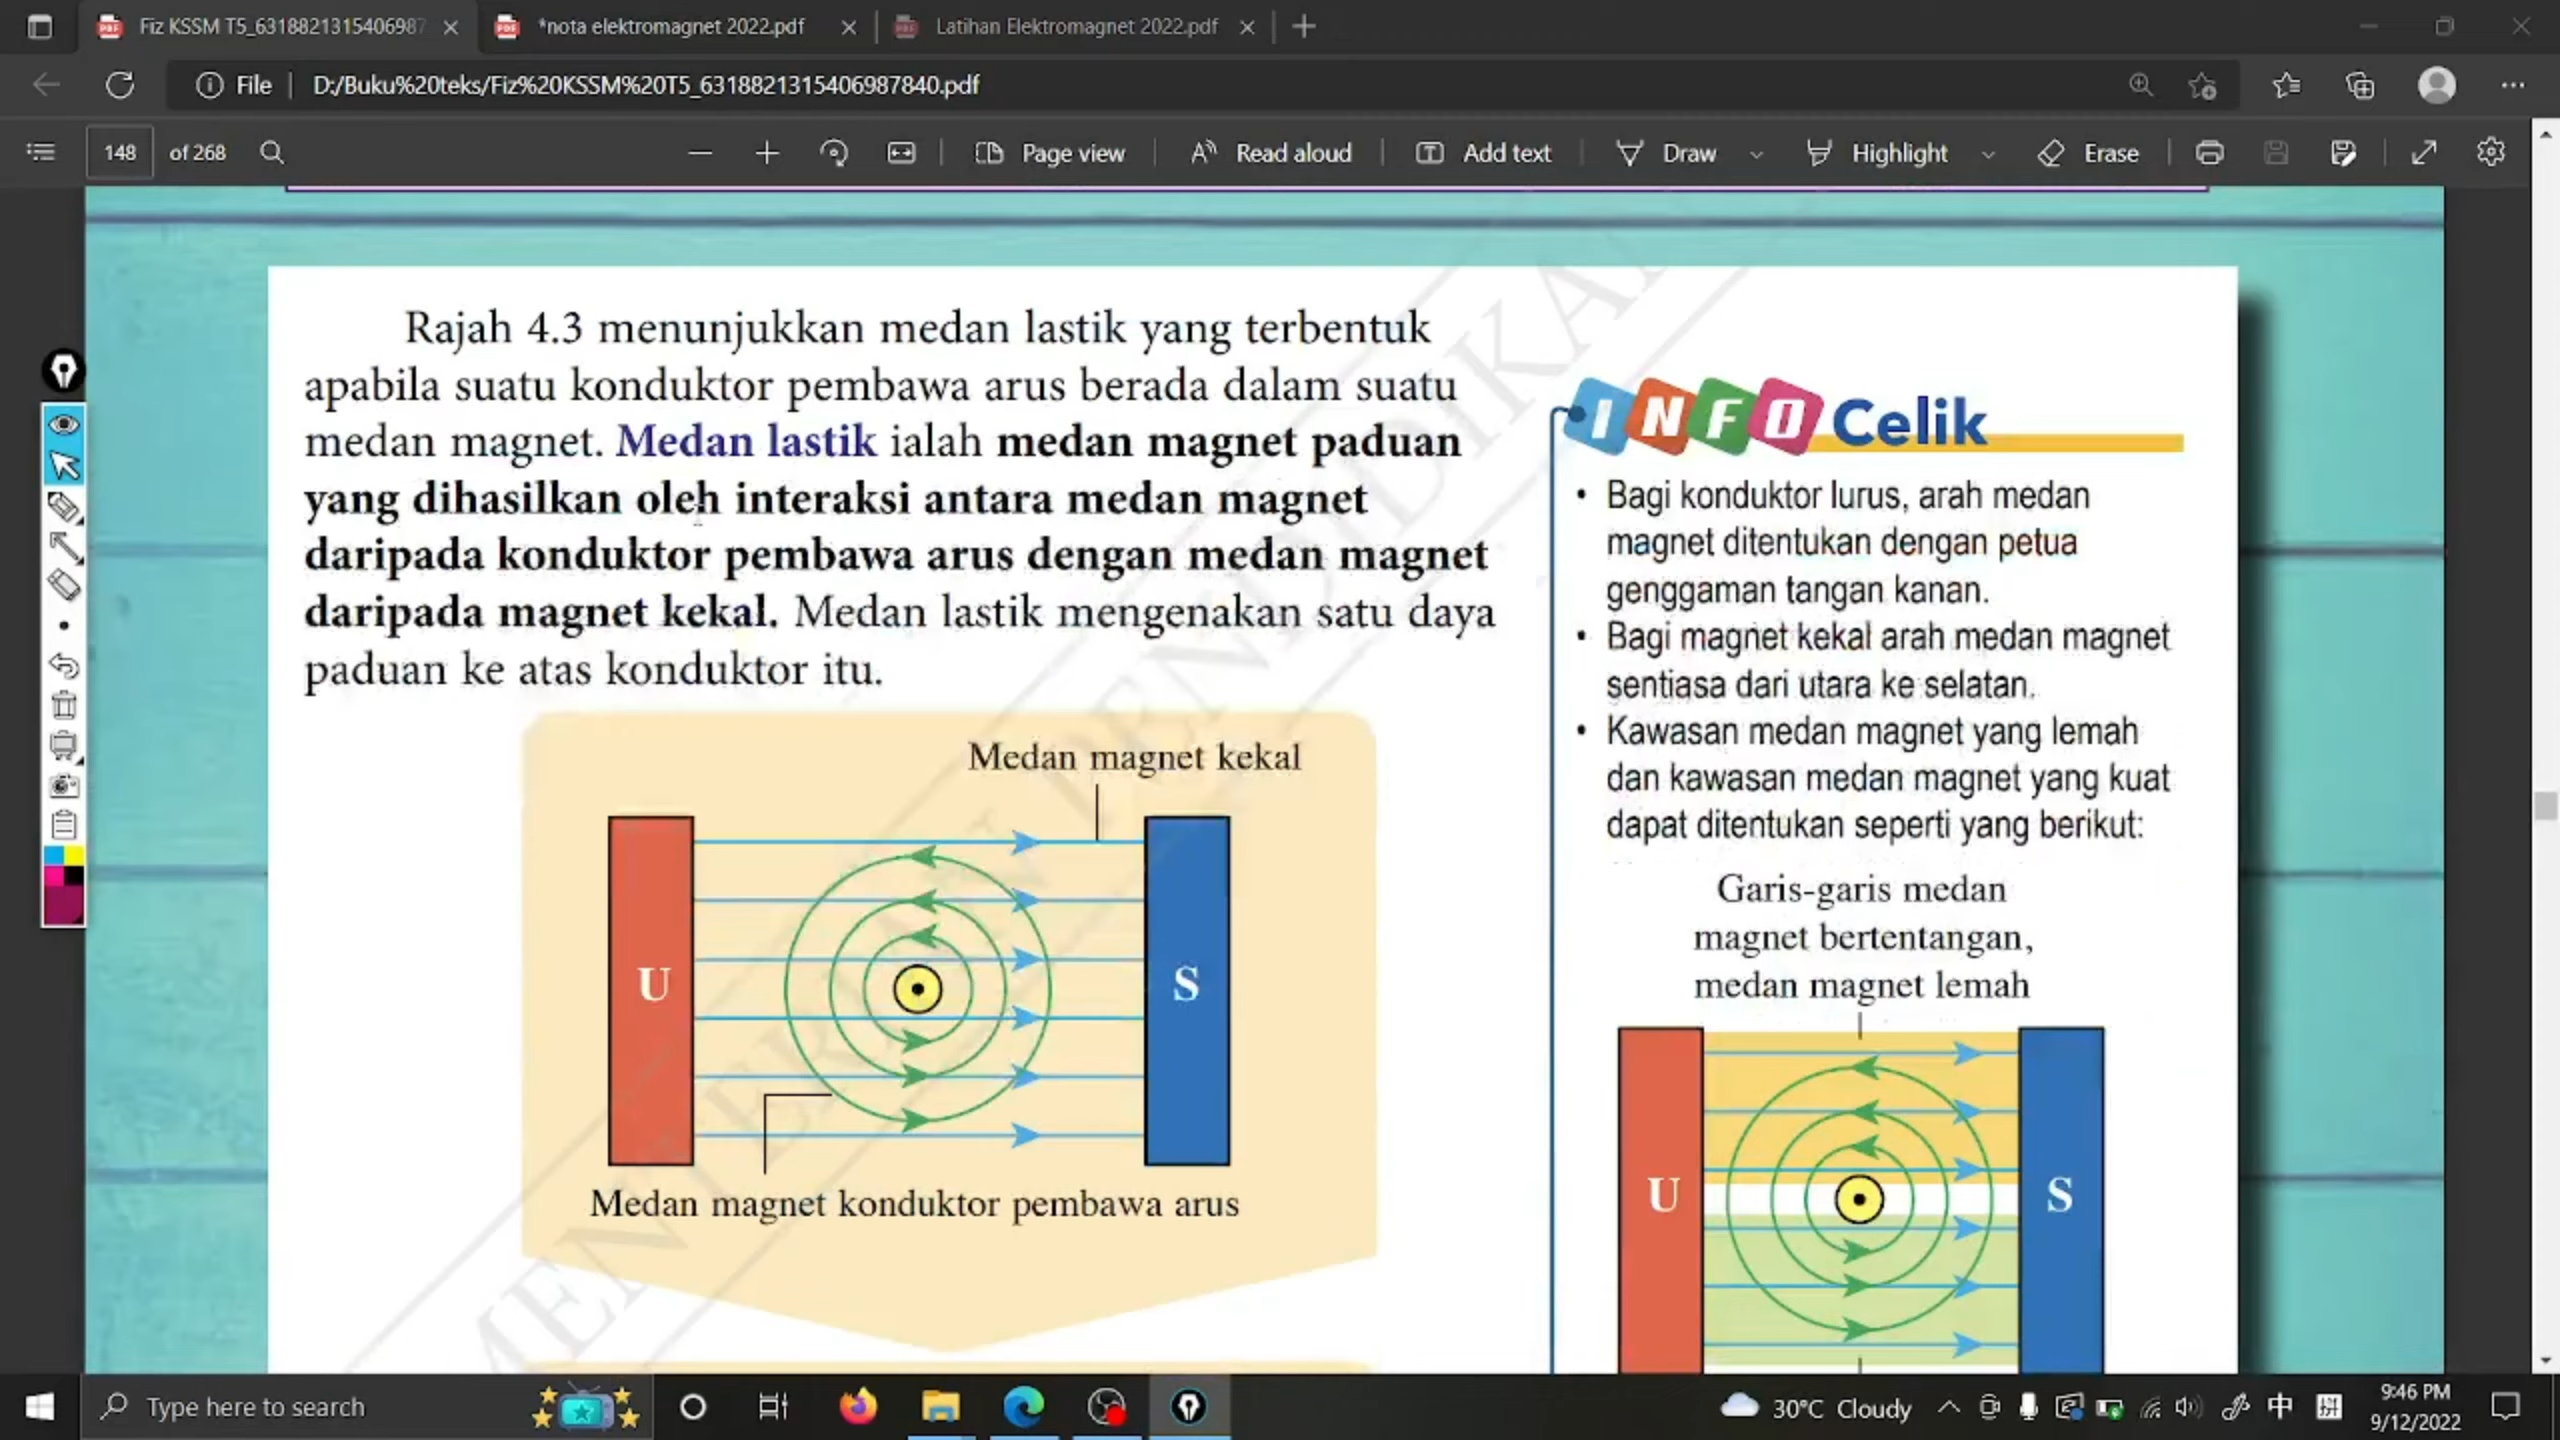 Fiz KSSM T5_6318821315406987
*nota elektromagnet 2022.pdf
Latihan Elektromagnet 2022.pdf
File
D:/Buku%20teks/Fiz%20KSSM%20T5_6318821315406987840.pdf
148 of 268
Page view
Read aloud
Add text
Draw
Highlight
Erase
Rajah 4.3 menunjukkan medan lastik yang terbentuk
apabila suatu konduktor pembawa arus berada dalam suatu
medan magnet. Medan lastik ialah medan magnet paduan
yang dihasilkan oleh interaksi antara medan magnet
daripada konduktor pembawa arus dengan medan magnet
daripada magnet kekal. Medan lastik mengenakan satu daya
paduan ke atas konduktor itu.
Medan magnet kekal
U
S
Medan magnet konduktor pembawa arus
INFO Celik
• Bagi konduktor lurus, arah medan
magnet ditentukan dengan petua
genggaman tangan kanan.
• Bagi magnet kekal arah medan magnet
sentiasa dari utara ke selatan.
• Kawasan medan magnet yang lemah
dan kawasan medan magnet yang kuat
dapat ditentukan seperti yang berikut:
Garis-garis medan
magnet bertentangan,
medan magnet lemah
U
S
Type here to search
30°C Cloudy
中
拼
9:46 PM
9/12/2022